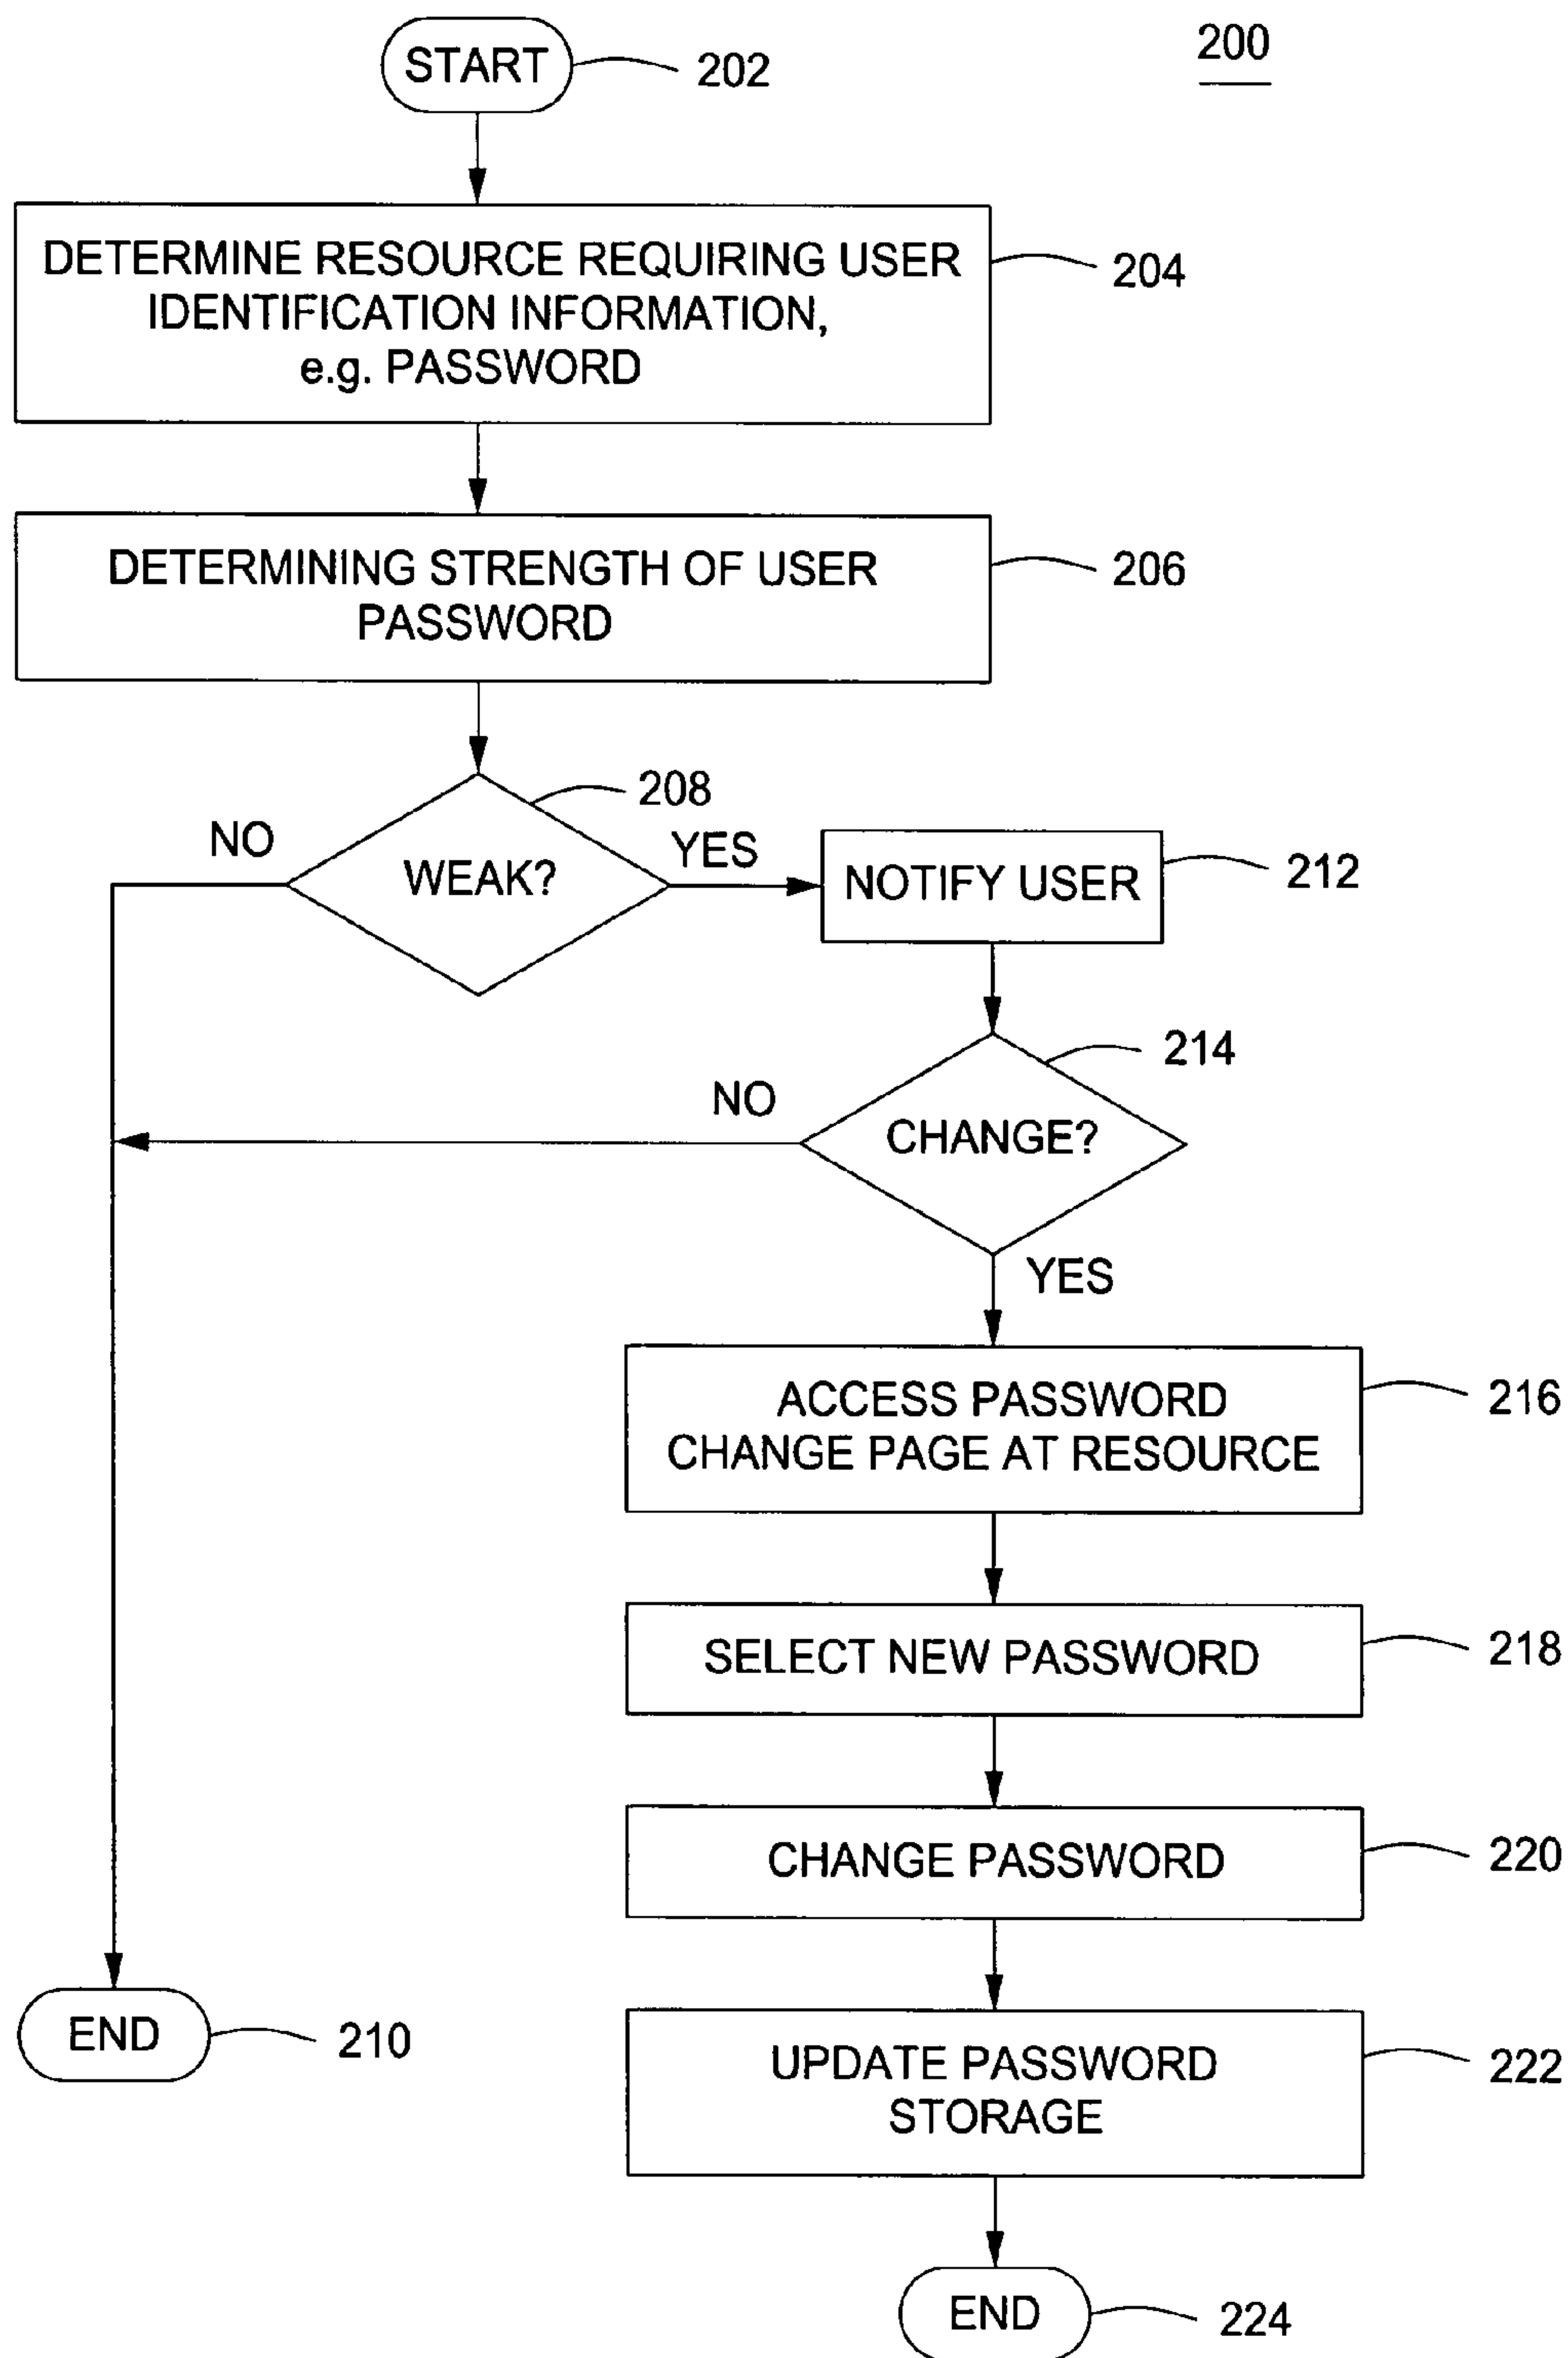 200
START
202
DETERMINE RESOURCE REQUIRING USER
IDENTIFICATION INFORMATION,
e.g. PASSWORD
204
DETERMINING STRENGTH OF USER
PASSWORD
206
208
NO
WEAK?
YES
NOTIFY USER
212
214
NO
CHANGE?
YES
ACCESS PASSWORD
CHANGE PAGE AT RESOURCE
216
SELECT NEW PASSWORD
218
CHANGE PASSWORD
220
END
210
UPDATE PASSWORD
STORAGE
222
END
224